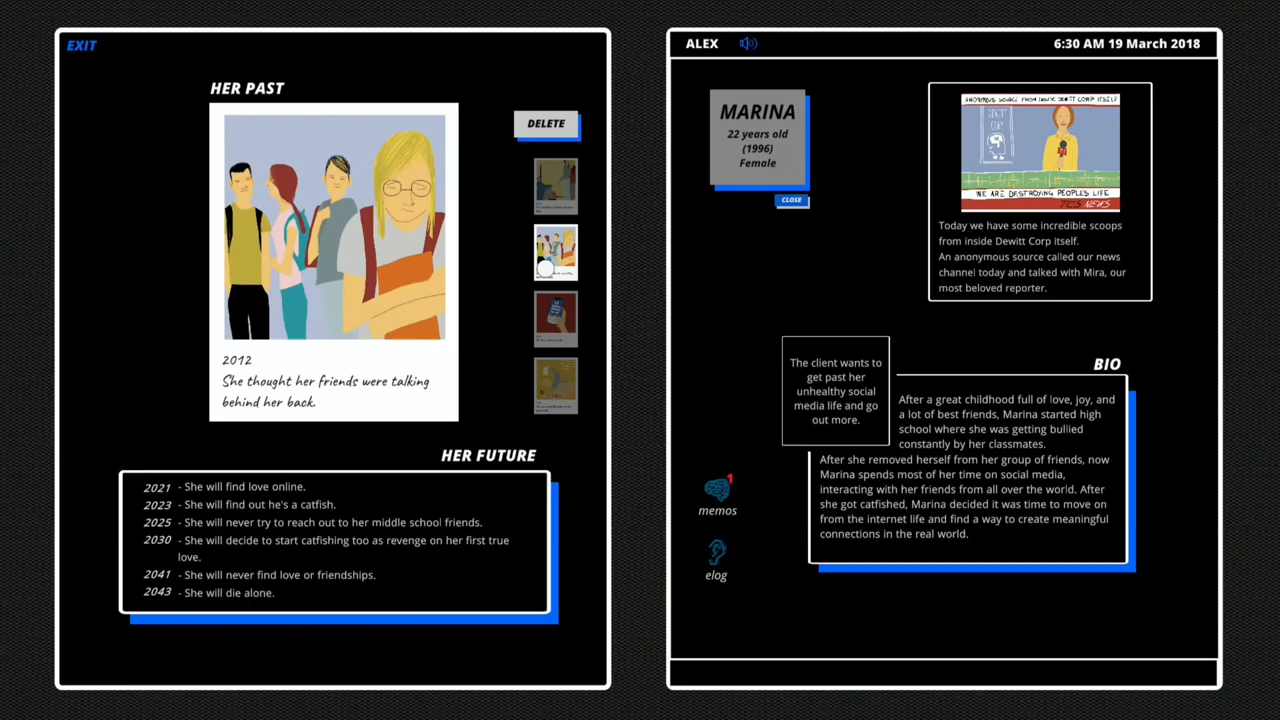 EXIT
HER PAST
DELETE
2012
She thought her friends were talking
behind her back.
HER FUTURE
2021 - She will find love online.
2023 - She will find out he's a catfish.
2025 - She will never try to reach out to her middle school friends.
2030 - She will decide to start catfishing too as revenge on her first true
love.
2041 - She will never find love or friendships.
2043 - She will die alone.
ALEX
6:30 AM 19 March 2018
MARINA
22 years old
(1996)
Female
CLOSE
WE ARE DESTROYING PEOPLE'S LIFE
NEWS
Today we have some incredible scoops
from inside Dewitt Corp itself.
An anonymous source called our news
channel today and talked with Mira, our
most beloved reporter.
The client wants to
get past her
unhealthy social
media life and go
out more.
BIO
After a great childhood full of love, joy, and
a lot of best friends, Marina started high
school where she was getting bullied
constantly by her classmates.
After she removed herself from her group of friends, now
Marina spends most of her time on social media,
interacting with her friends from all over the world. After
she got catfished, Marina decided it was time to move on
from the internet life and find a way to create meaningful
connections in the real world.
1
memos
elog